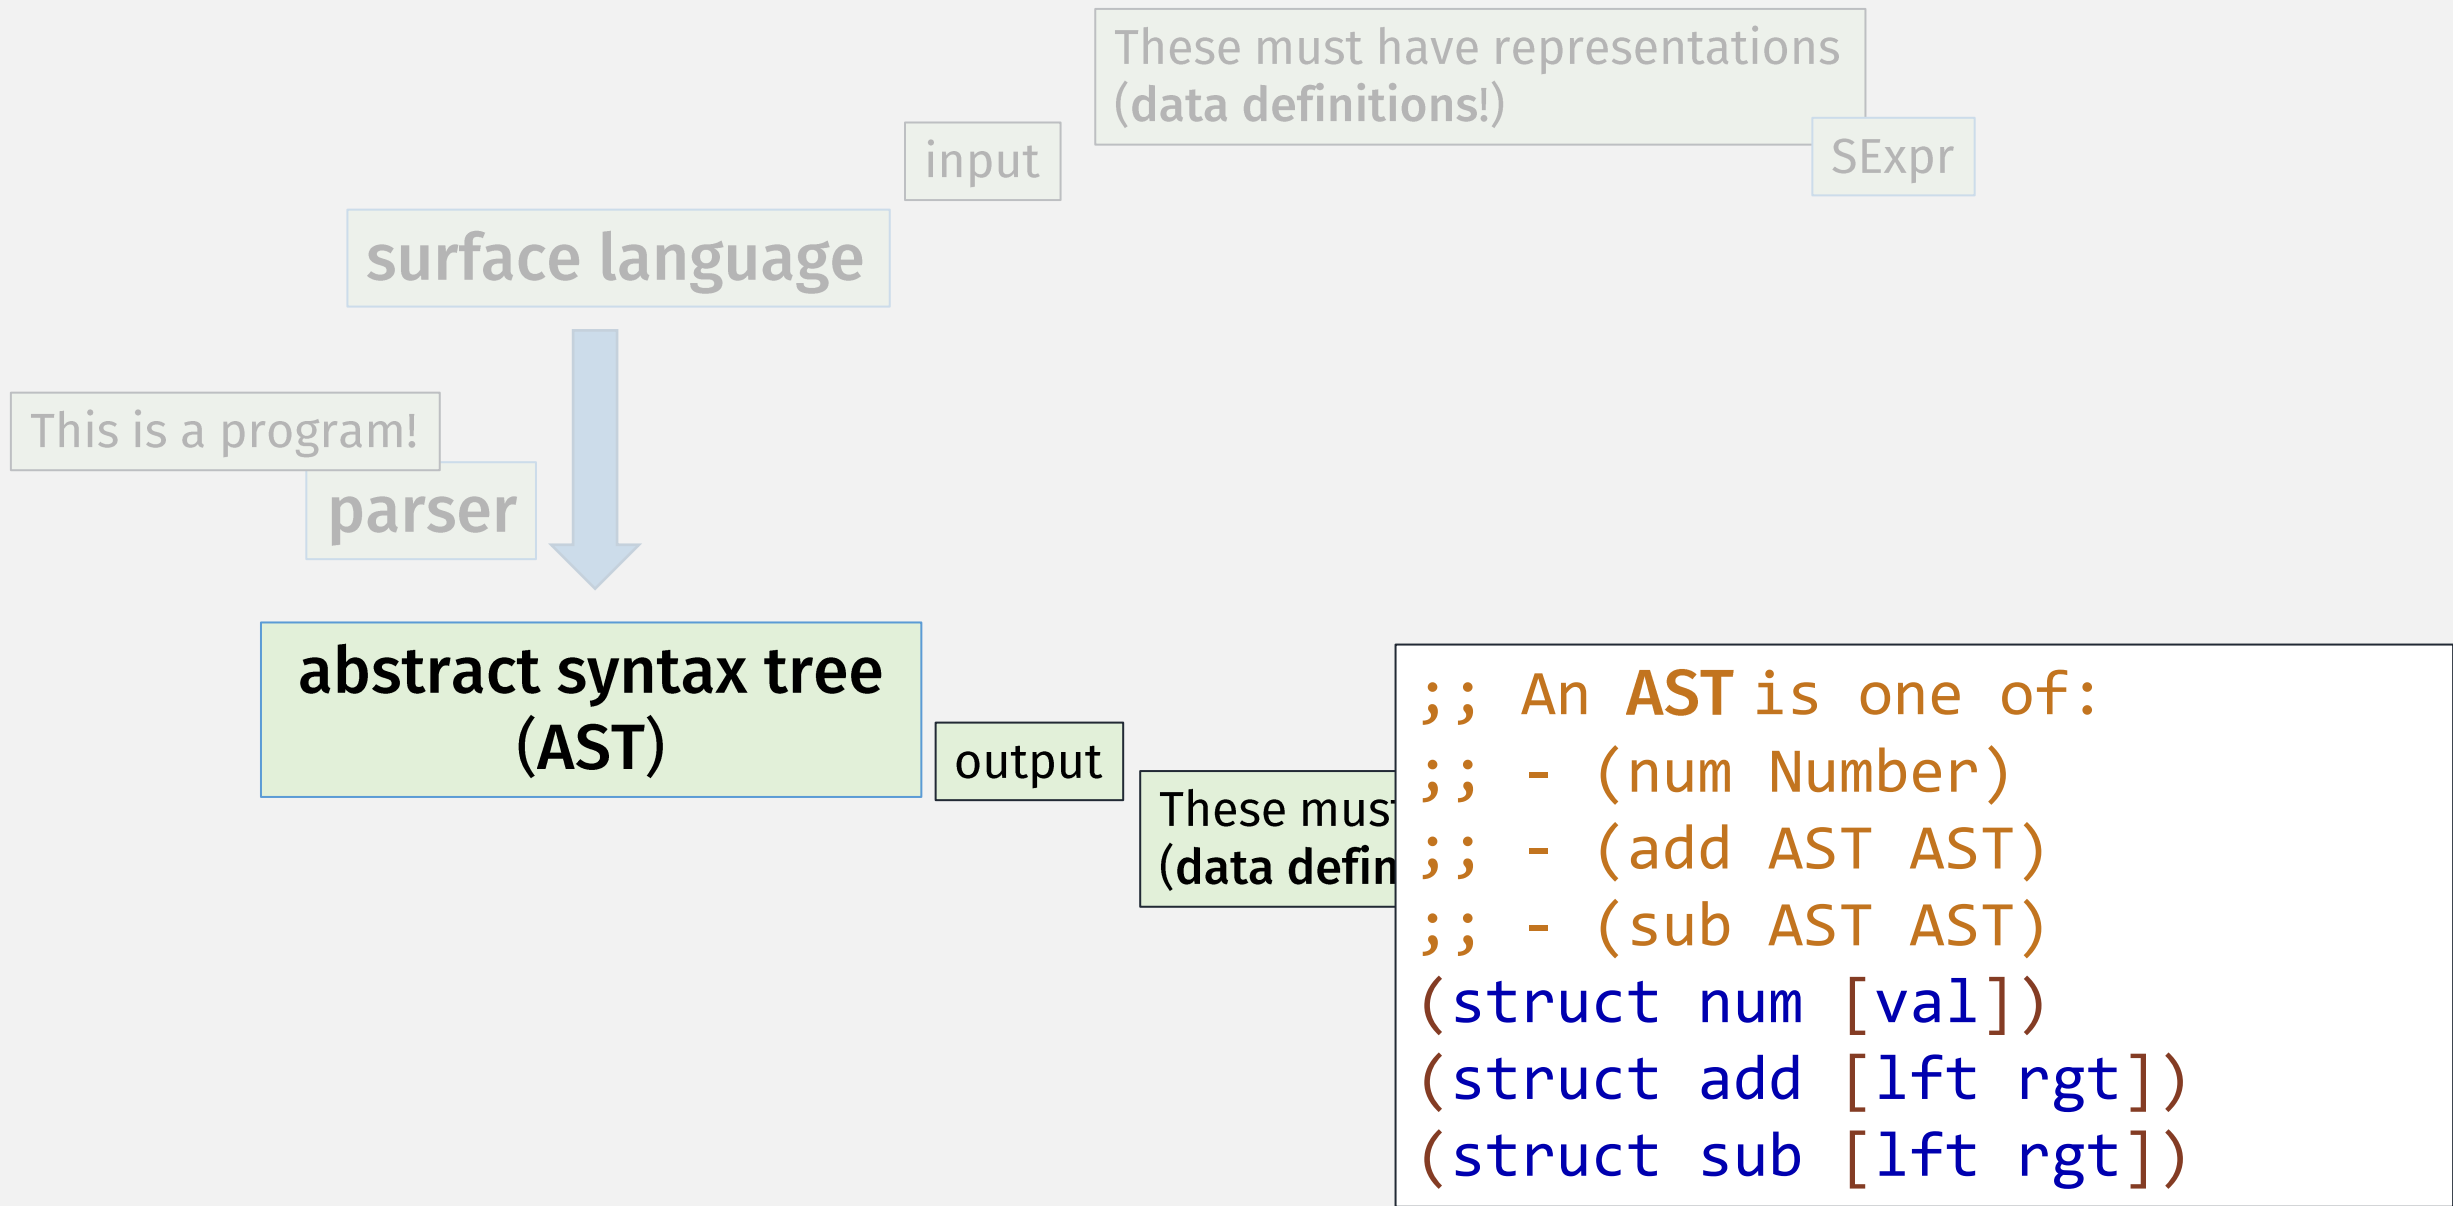 These must have representations
(data definitions!)
input
SExpr
surface language
This is a program!
parser
abstract syntax tree
(AST)
output
These must
(data defin
;; An AST is one of:
;; - (num Number)
;; - (add AST AST)
;; - (sub AST AST)
(struct num [val])
(struct add [lft rgt])
(struct sub [lft rgt])